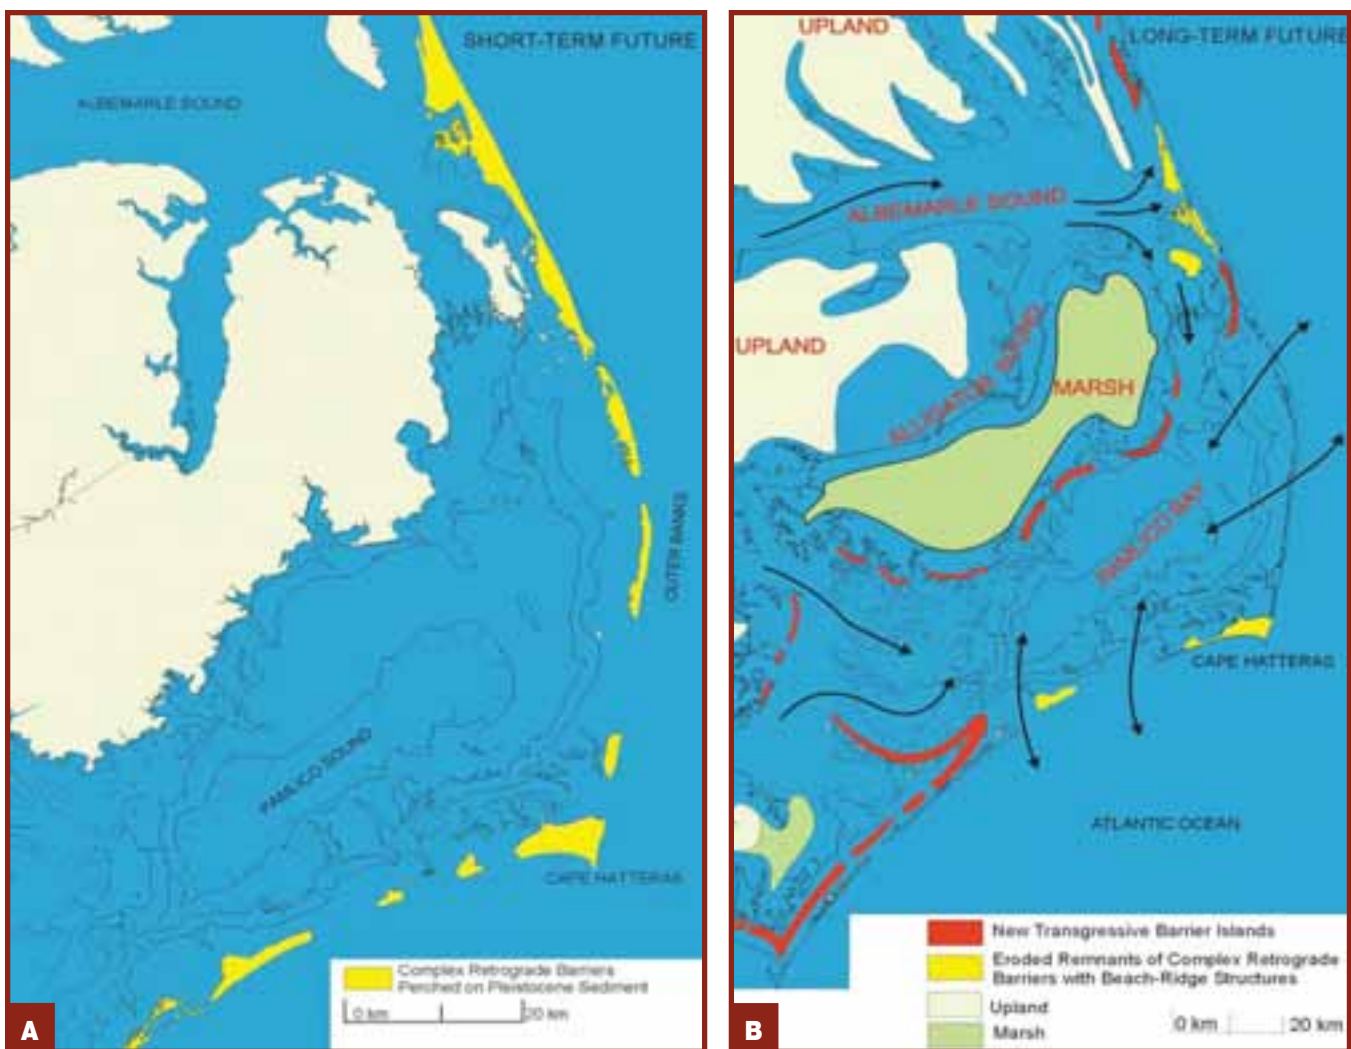 SHORT-TERM FUTURE
ALBEMARLE SOUND
OUTER BANKS
PAMLICO SOUND
CAPE HATTERAS
Complex Retrograde Barriers
Perched on Pleistocene Sediment
0 km 20 km
A
UPLAND
LONG-TERM FUTURE
ALBEMARLE SOUND
UPLAND
ALLIGATOR SOUND
MARSH
PAMLICO BAY
CAPE HATTERAS
ATLANTIC OCEAN
New Transgressive Barrier Islands
Eroded Remnants of Complex Retrograde
Barriers with Beach-Ridge Structures
Upland
Marsh
0 km 20 km
B